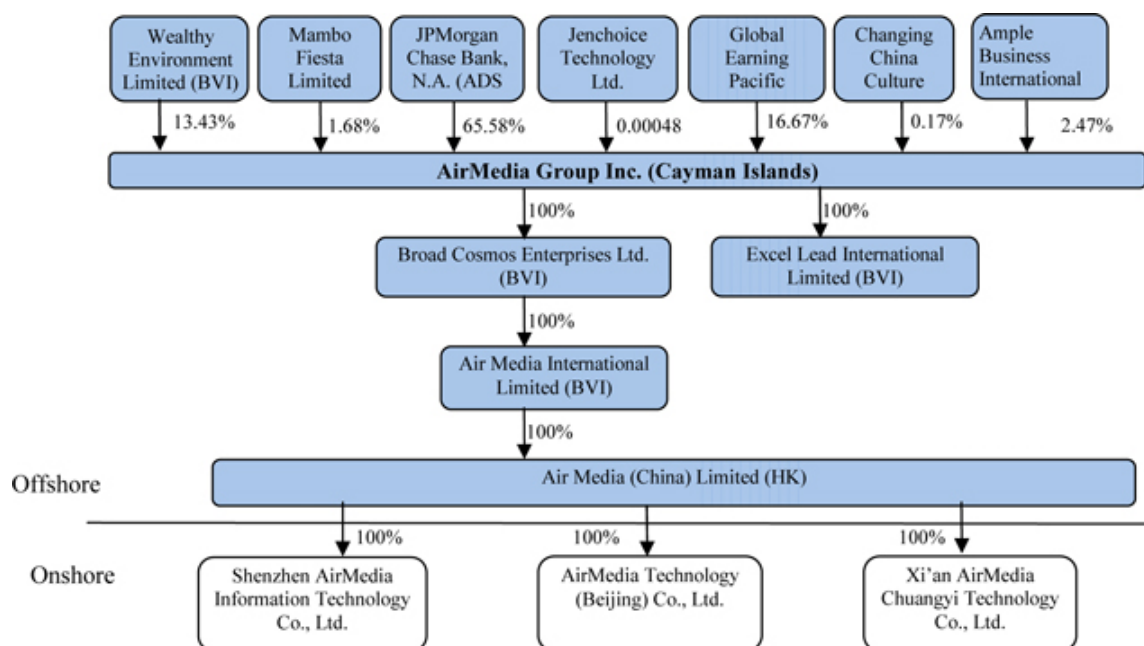 Wealthy
Environment
Limited (BVI)
Mambo
Fiesta
Limited
JPMorgan
Chase Bank,
N.A. (ADS
Jenchoice
Technology
Ltd.
Global
Earning
Pacific
Changing
China
Culture
Ample
Business
International
13.43%
1.68%
65.58%
0.00048
16.67%
0.17%
2.47%
AirMedia Group Inc. (Cayman Islands)
100%
100%
Broad Cosmos Enterprises Ltd.
(BVI)
Excel Lead International
Limited (BVI)
100%
Air Media International
Limited (BVI)
100%
Offshore
Air Media (China) Limited (HK)
100%
100%
100%
Onshore
Shenzhen AirMedia
Information Technology
Co., Ltd.
AirMedia Technology
(Beijing) Co., Ltd.
Xi’an AirMedia
Chuangyi Technology
Co., Ltd.